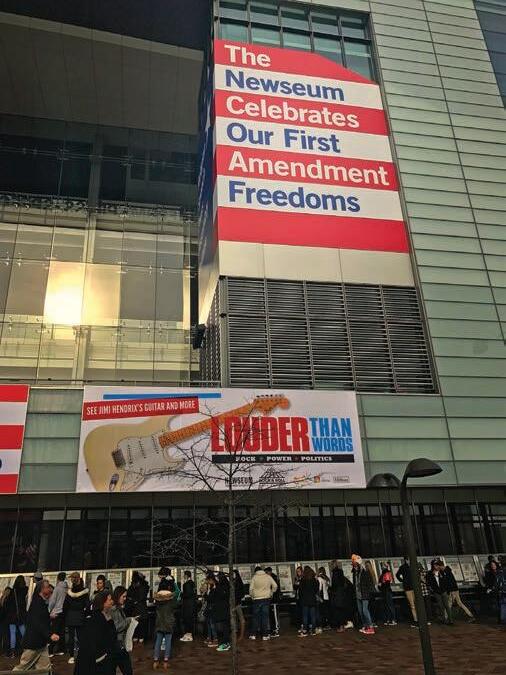 The
Newseum
Celebrates
Our First
Amendment
Freedoms
SEE JIMI HENDRIX'S GUITAR AND MORE
LOUDER THAN
WORDS
ROCK ★ POWER ★ POLITICS
NEWSEUM